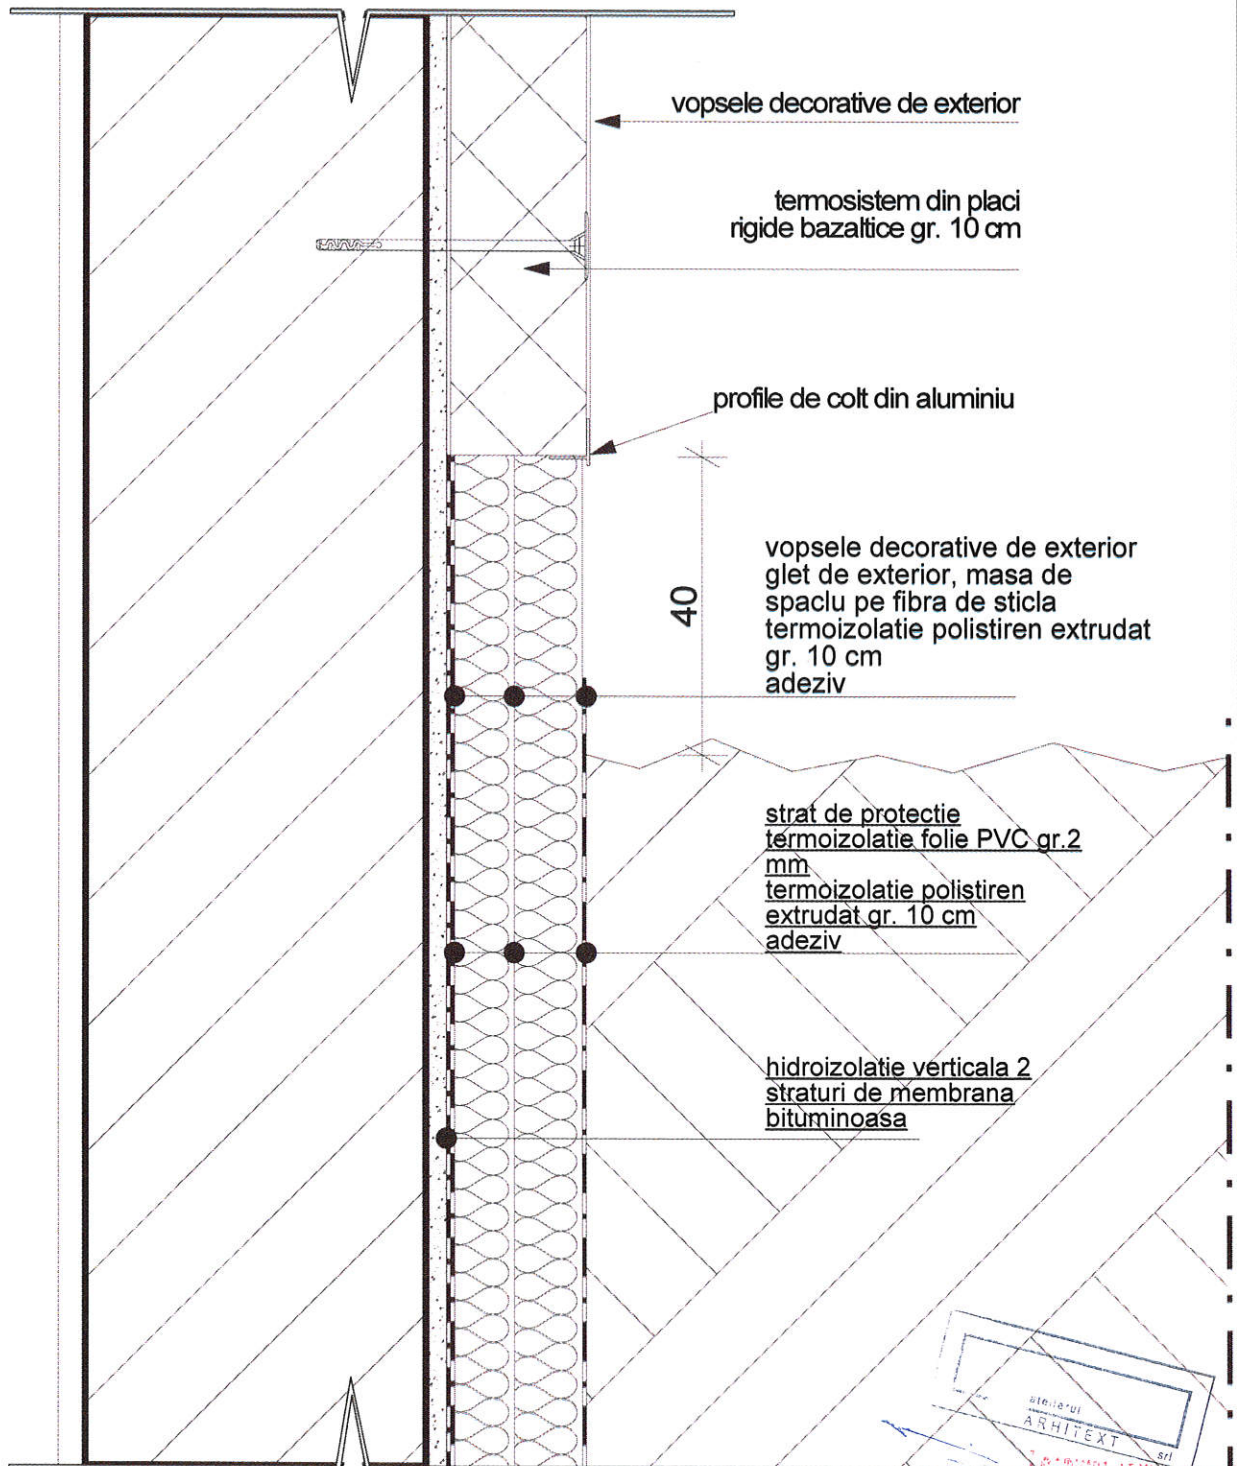 vopsele decorative de exterior
termosistem din placi
rigide bazaltice gr. 10 cm
profile de colt din aluminiu
40
vopsele decorative de exterior
glet de exterior, masa de
spaclu pe fibra de sticla
termoizolatie polistiren extrudat
gr. 10 cm
adeziv
strat de protectie
termoizolatie folie PVC gr.2
mm
termoizolatie polistiren
extrudat gr. 10 cm
adeziv
hidroizolatie verticala 2
straturi de membrana
bituminoasa
atelierul
ARHITEXT
srl